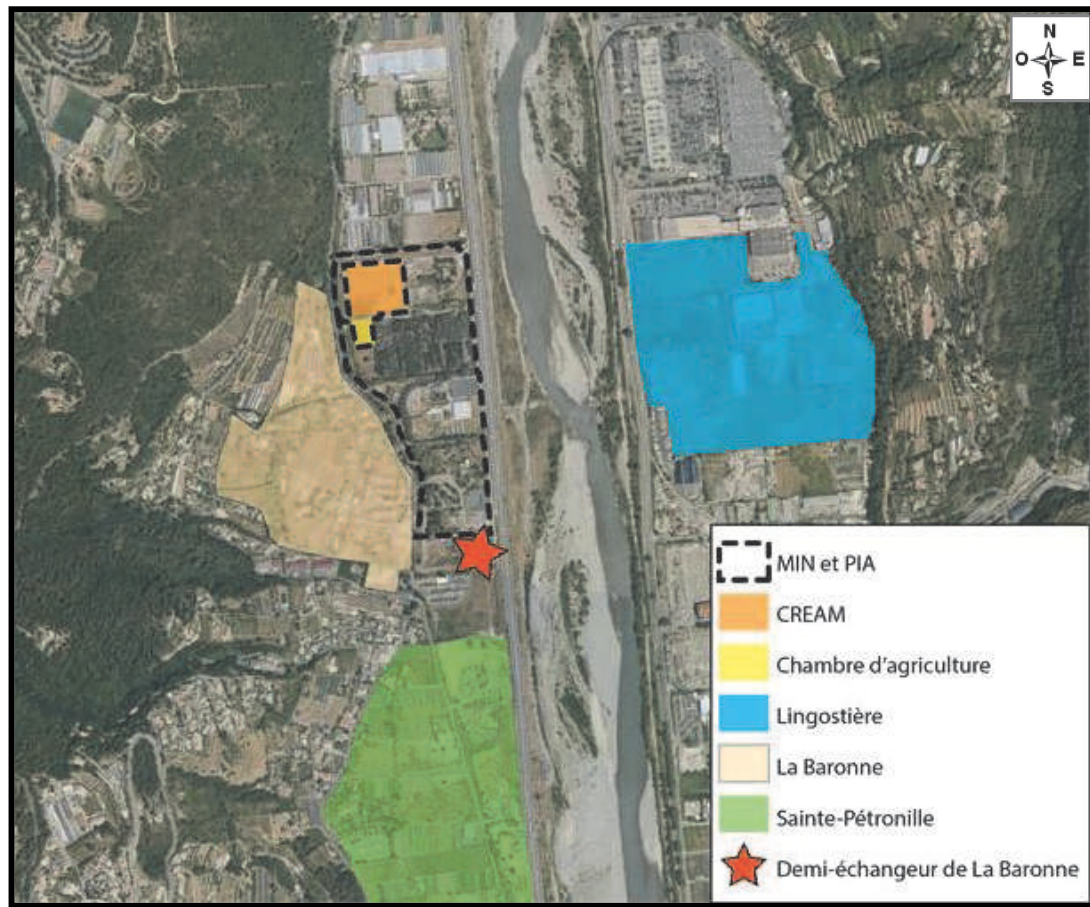 N
O E
S
MIN et PIA
CREAM
Chambre d'agriculture
Lingostière
La Baronne
Sainte-Pétronille
Demi-échangeur de La Baronne